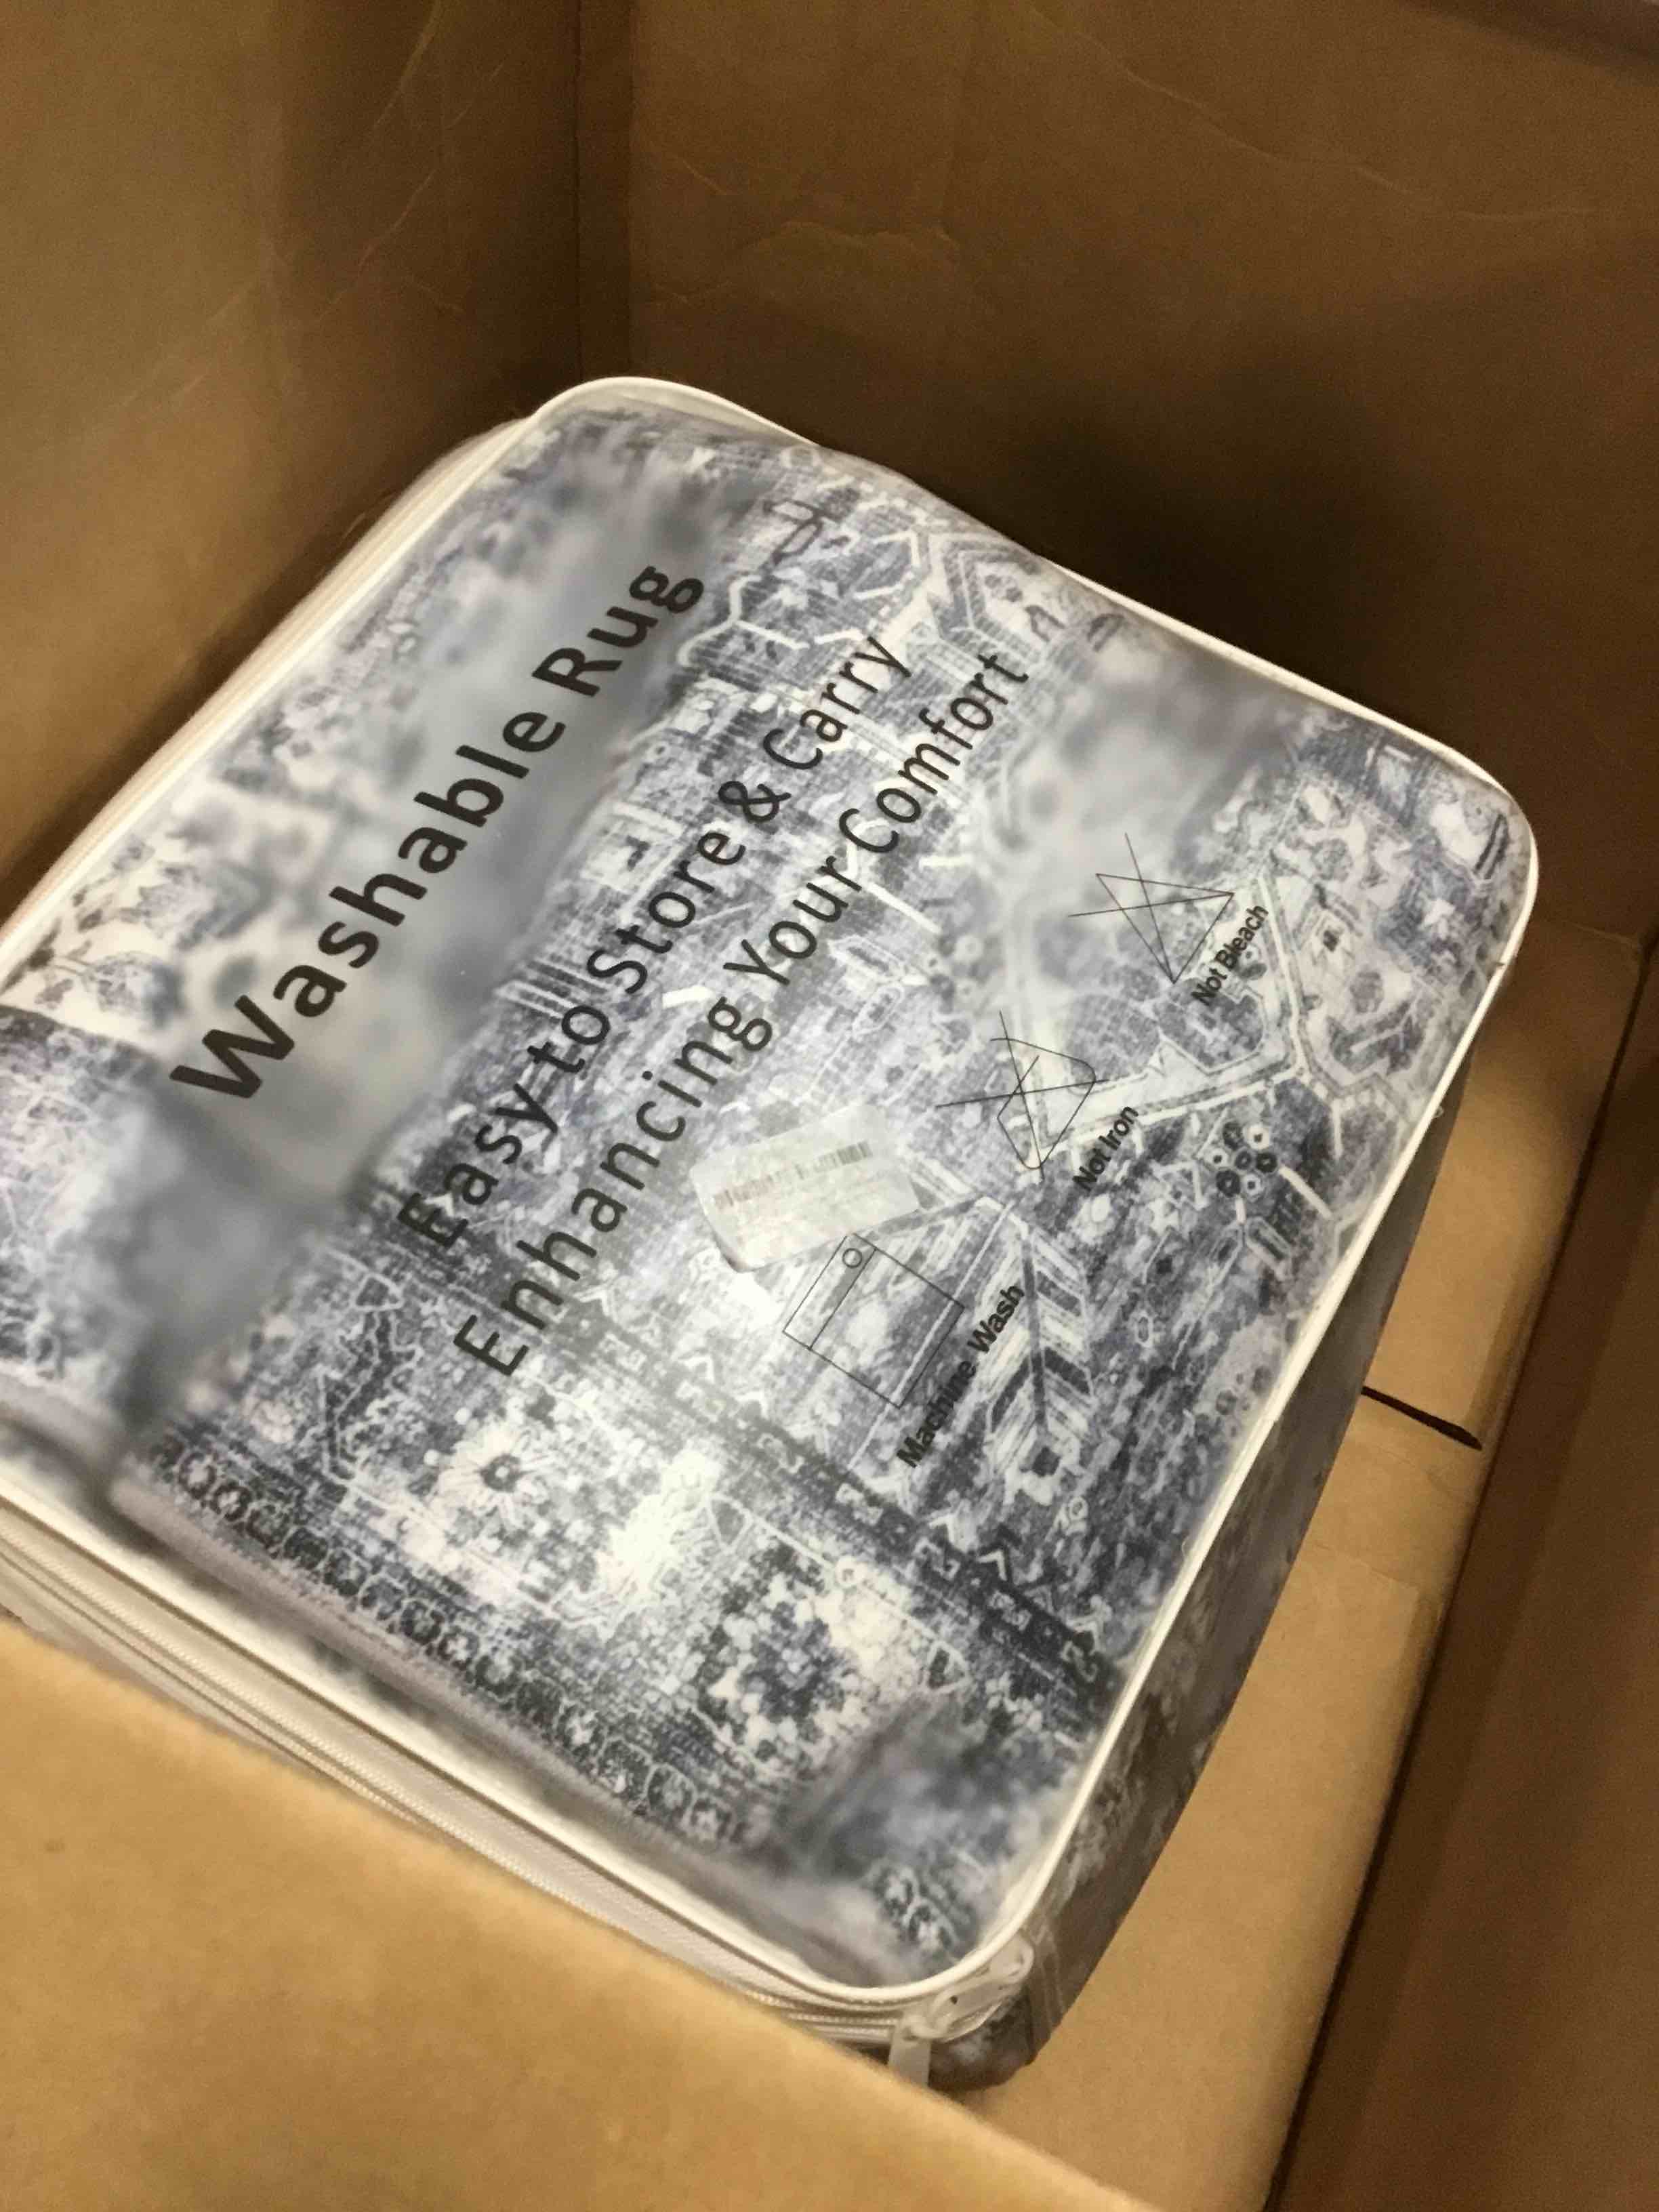 Washable Rug
Easy to Store & Carry
Enhancing Your Comfort
Machine Wash
Not Iron
Not Bleach